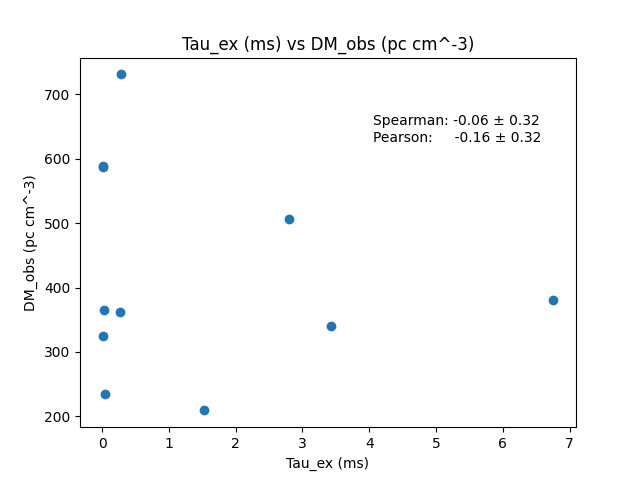 Tau_ex (ms) vs DM_obs (pc cm^-3)
700
Spearman: -0.06 ± 0.32
Pearson: -0.16 ± 0.32
600
500
400
300
200
DM_obs (pc cm^-3)
0 1 2 3 4 5 6 7
Tau_ex (ms)